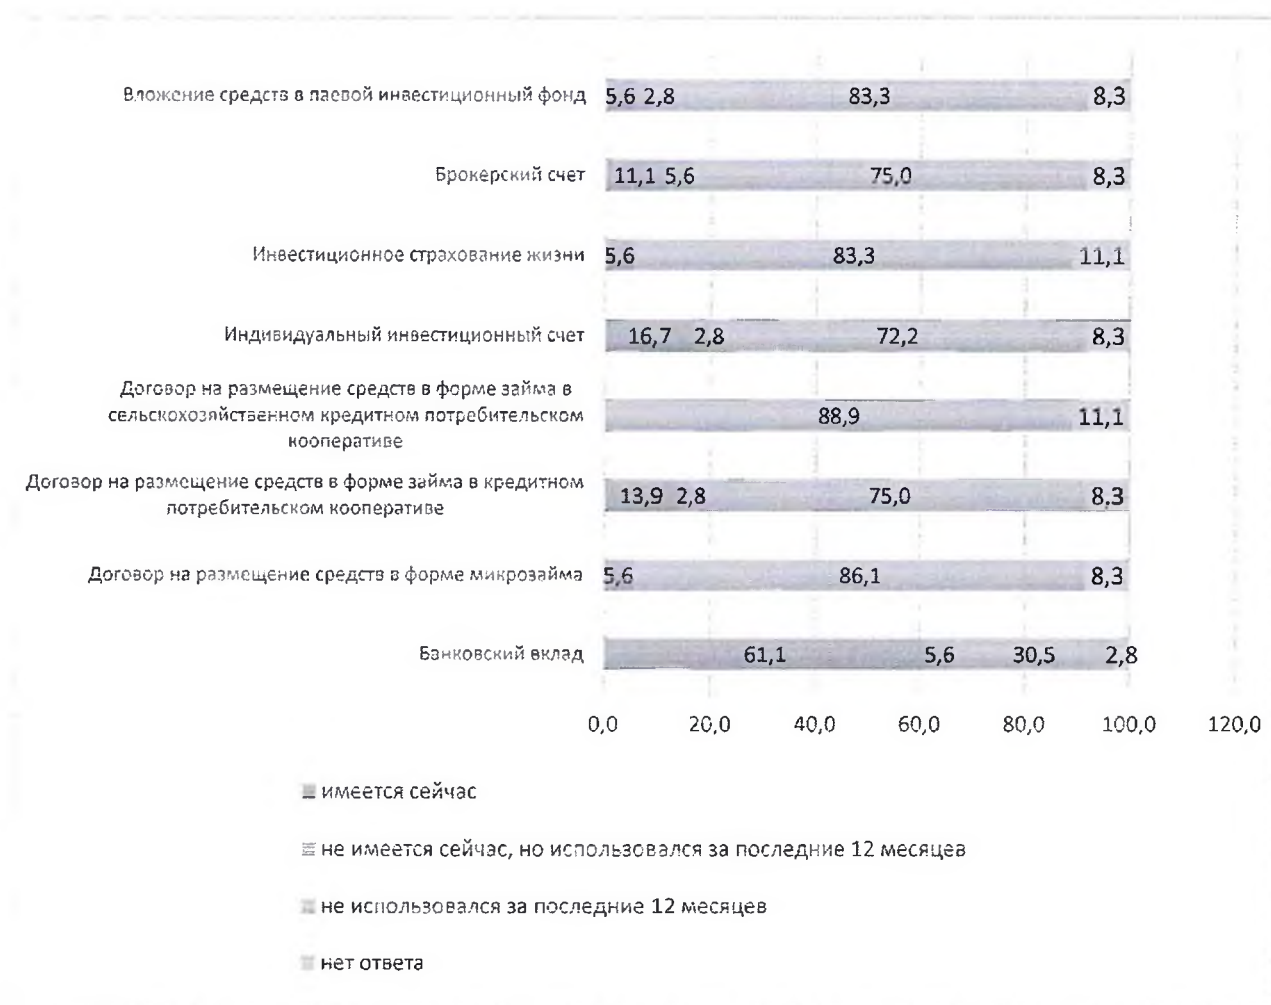 Вложение средств в паевой инвестиционный фонд 5,6 2,8 83,3 8,3
Брокерский счет 11,1 5,6 75,0 8,3
Инвестиционное страхование жизни 5,6 83,3 11,1
Индивидуальный инвестиционный счет 16,7 2,8 72,2 8,3
Договор на размещение средств в форме займа в
сельскохозяйственном кредитном потребительском
кооперативе
88,9 11,1
Договор на размещение средств в форме займа в кредитном
потребительском кооперативе
13,9 2,8 75,0 8,3
Договор на размещение средств в форме микрозайма 5,6 86,1 8,3
Банковский вклад 61,1 5,6 30,5 2,8
0,0 20,0 40,0 60,0 80,0 100,0 120,0
имеется сейчас
не имеется сейчас, но использовался за последние 12 месяцев
не использовался за последние 12 месяцев
нет ответа